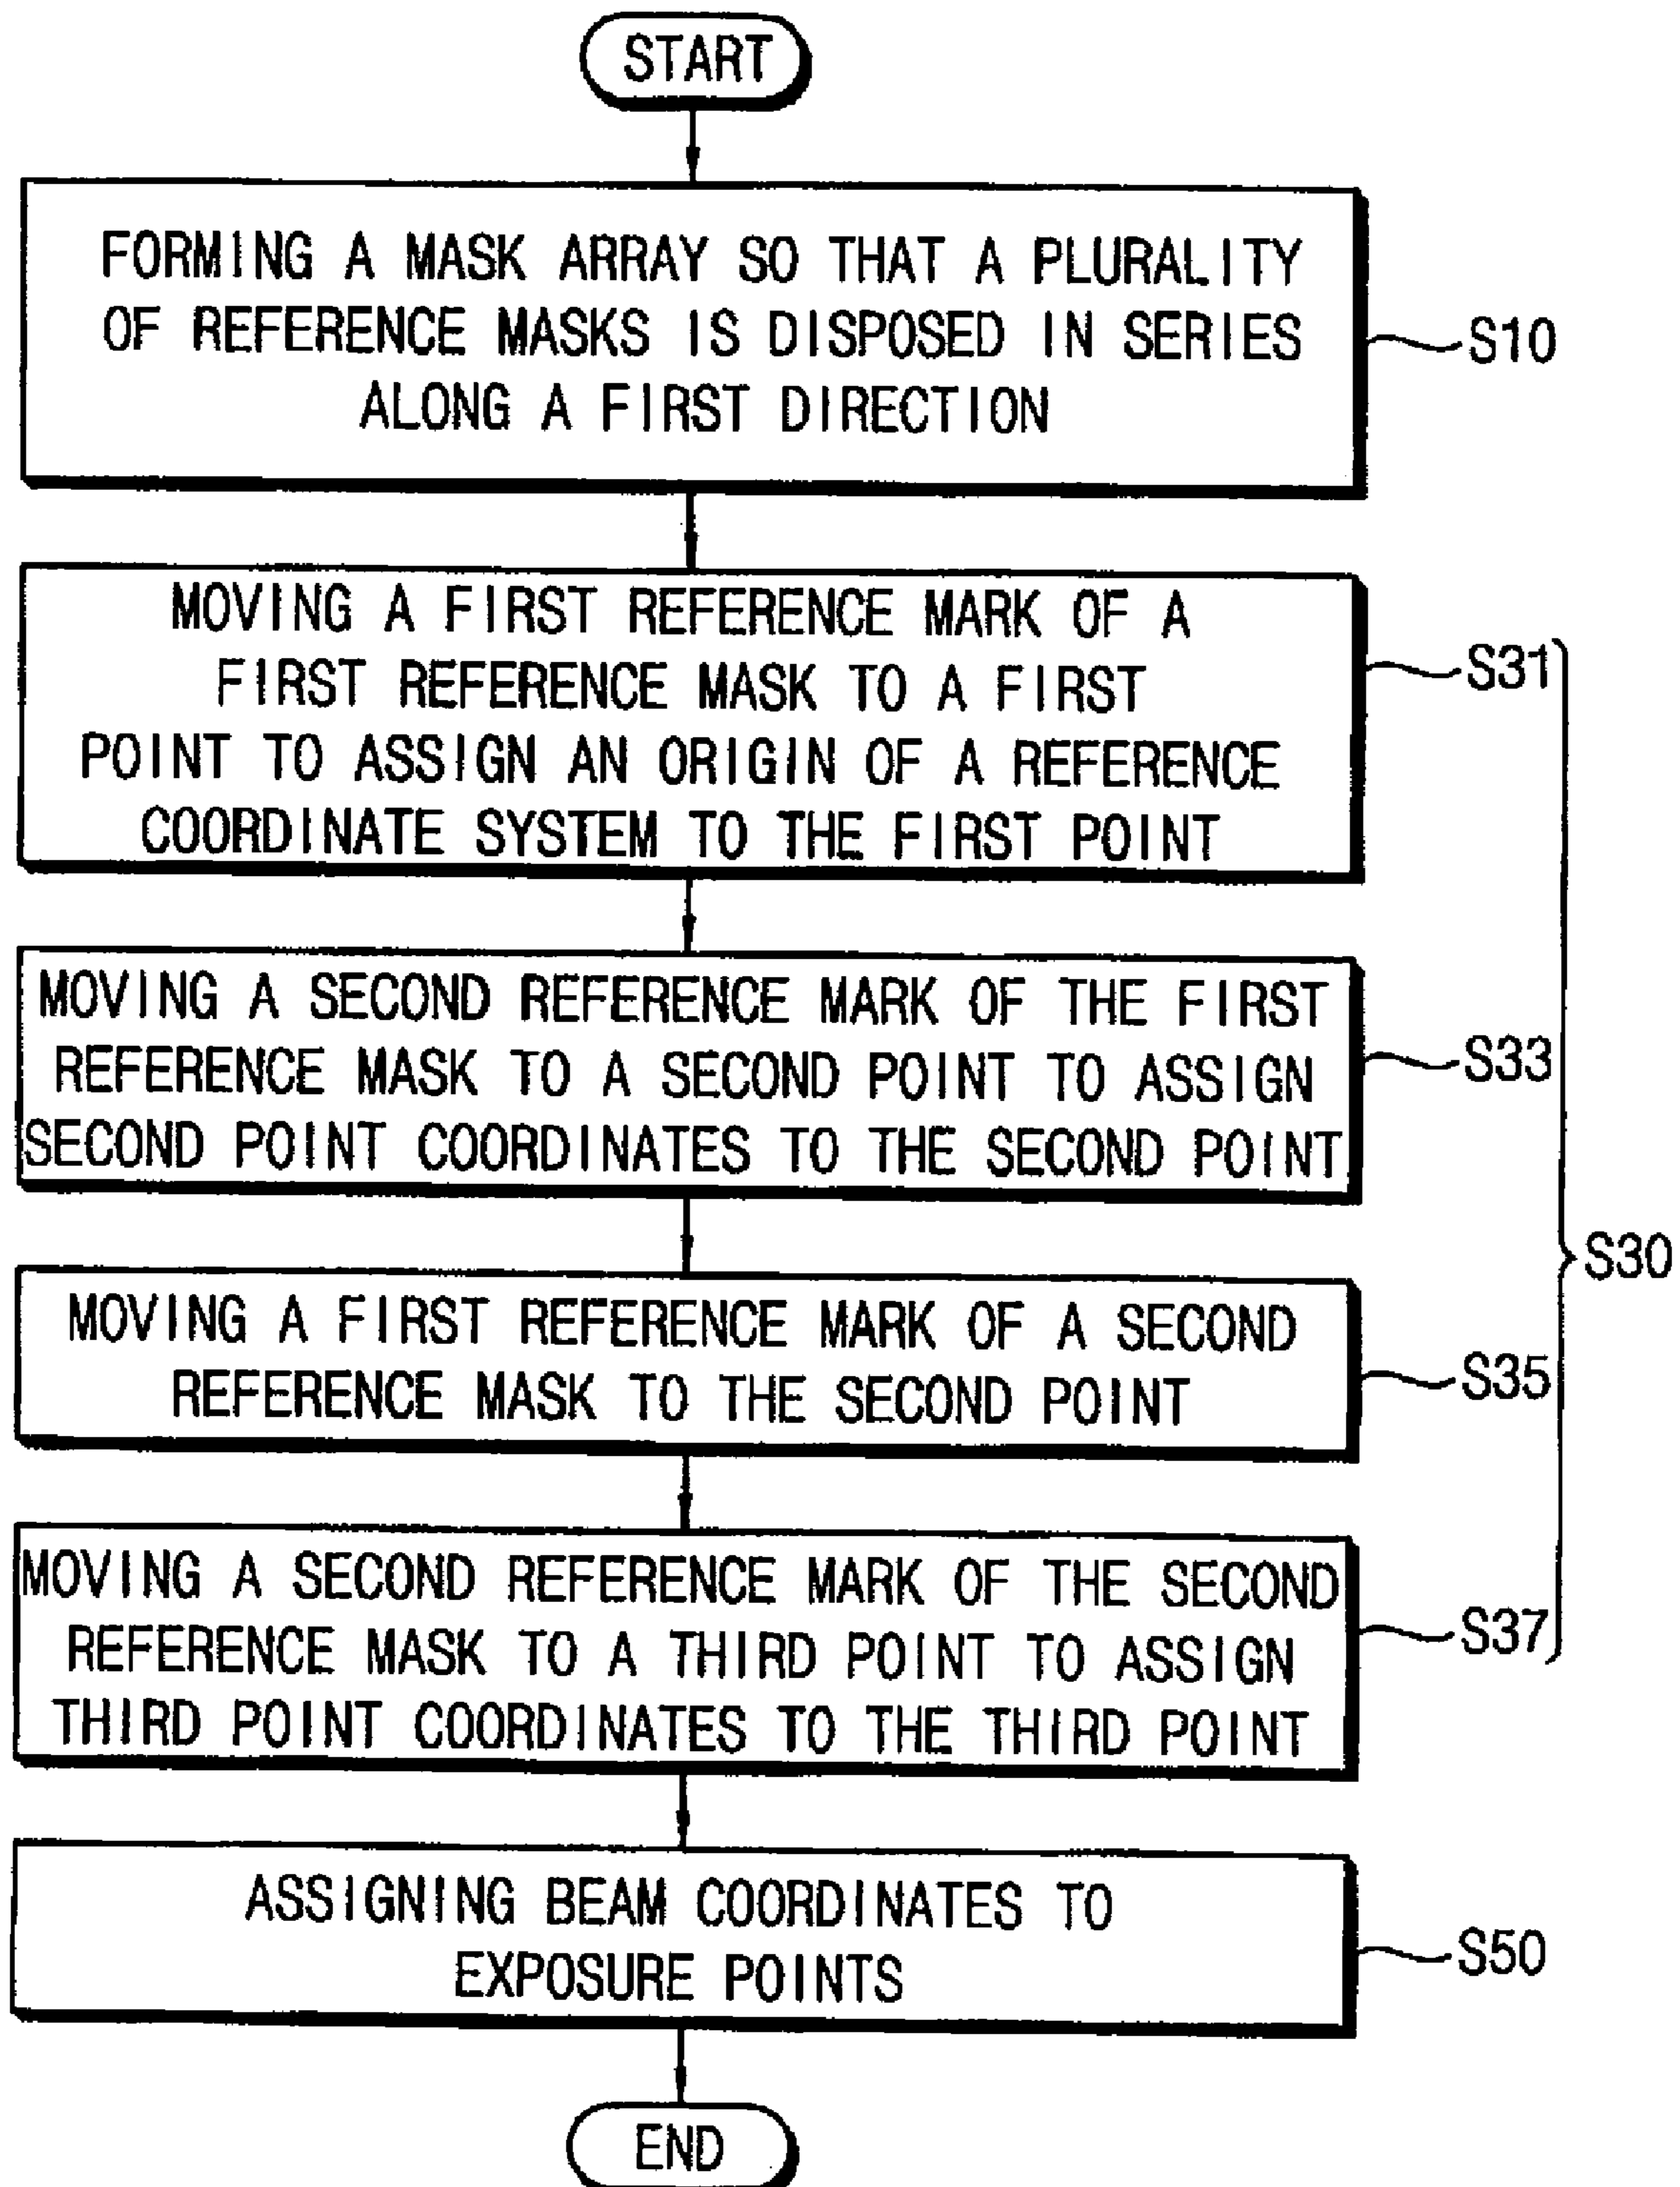 START
FORMING A MASK ARRAY SO THAT A PLURALITY
OF REFERENCE MASKS IS DISPOSED IN SERIES
ALONG A FIRST DIRECTION
S10
MOVING A FIRST REFERENCE MARK OF A
FIRST REFERENCE MASK TO A FIRST
POINT TO ASSIGN AN ORIGIN OF A REFERENCE
COORDINATE SYSTEM TO THE FIRST POINT
S31
MOVING A SECOND REFERENCE MARK OF THE FIRST
REFERENCE MASK TO A SECOND POINT TO ASSIGN
SECOND POINT COORDINATES TO THE SECOND POINT
S33
S30
MOVING A FIRST REFERENCE MARK OF A SECOND
REFERENCE MASK TO THE SECOND POINT
S35
MOVING A SECOND REFERENCE MARK OF THE SECOND
REFERENCE MASK TO A THIRD POINT TO ASSIGN
THIRD POINT COORDINATES TO THE THIRD POINT
S37
ASSIGNING BEAM COORDINATES TO
EXPOSURE POINTS
S50
END